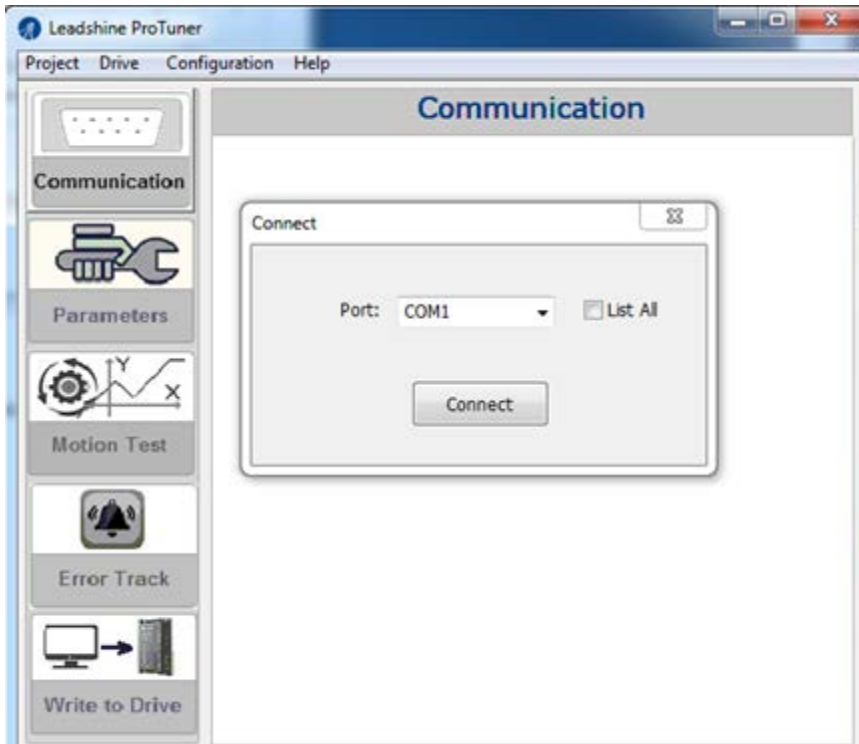 Leadshine ProTuner
Project Drive Configuration Help
Communication
Communication
Parameters
Y
X
Motion Test
Error Track
Write to Drive
Connect
Port: COM1 List All
Connect